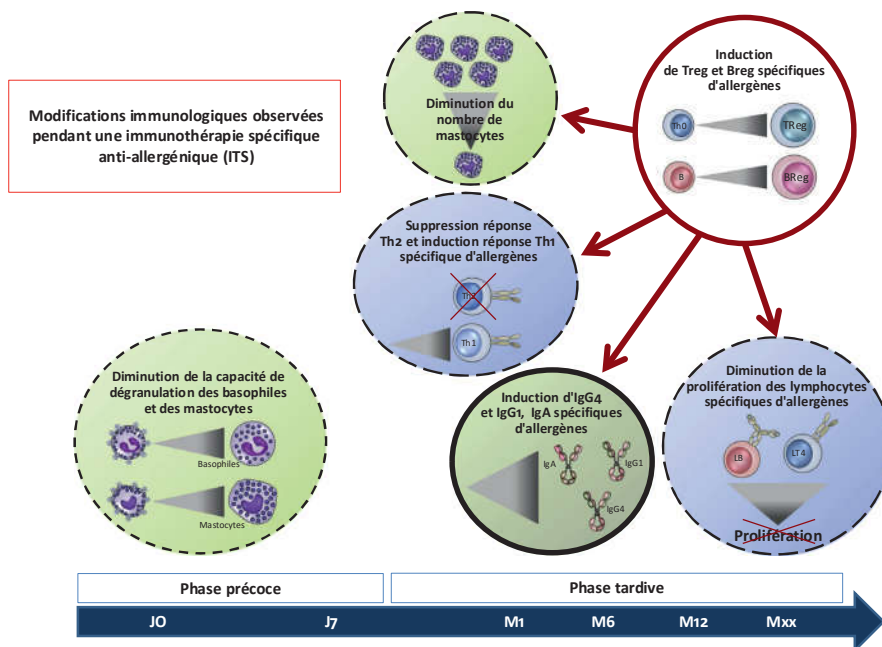 Modifications immunologiques observées
pendant une immunothérapie spécifique
anti-allergénique (ITS)
Diminution du
nombre de
mastocytes
Induction
de Treg et Breg spécifiques
d'allergènes
Th0
TReg
B
BReg
Suppression réponse
Th2 et induction réponse Th1
spécifique d'allergènes
Th2
Th1
Diminution de la capacité de
dégranulation des basophiles
et des mastocytes
Basophiles
Mastocytes
Induction d'IgG4
et IgG1, IgA spécifiques
d'allergènes
IgA
IgG1
IgG4
Diminution de la
prolifération des lymphocytes
spécifiques d'allergènes
LB
LT4
Prolifération
Phase précoce
Phase tardive
J0
J7
M1
M6
M12
Mxx